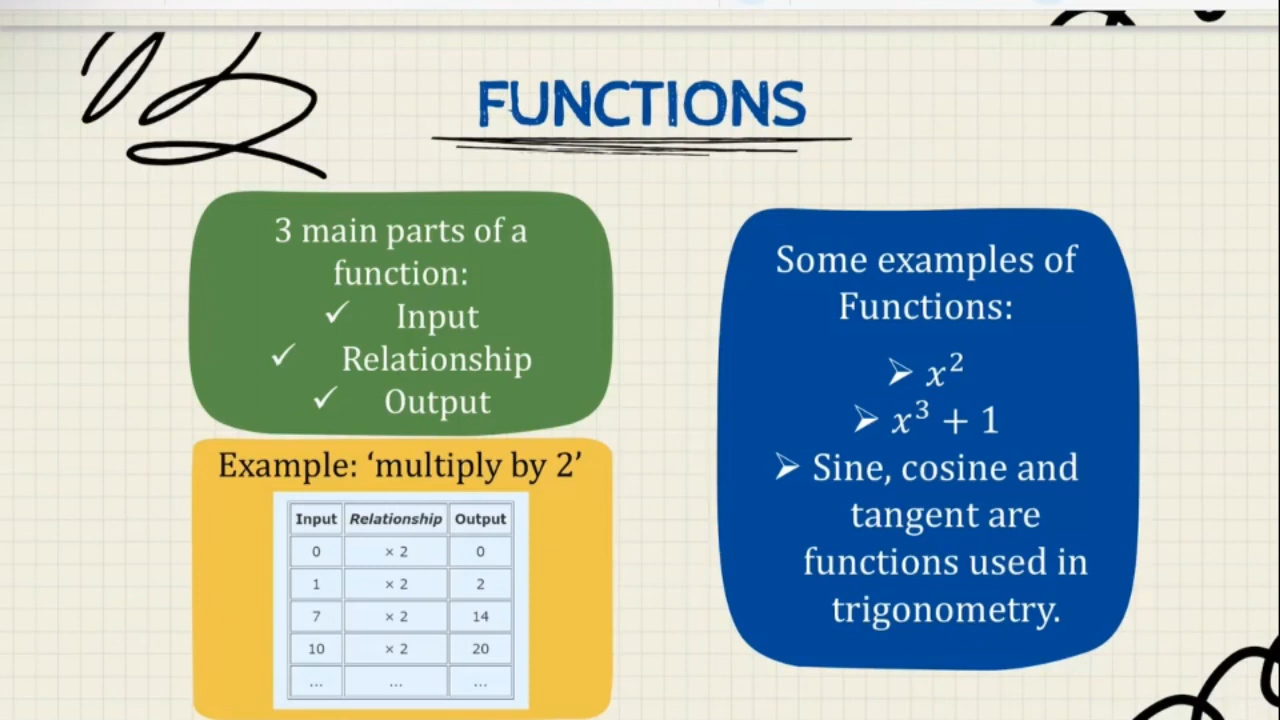 FUNCTIONS
3 main parts of a
function:
✓ Input
✓ Relationship
✓ Output
Example: ‘multiply by 2’
Input Relationship Output
0 × 2 0
1 × 2 2
7 × 2 14
10 × 2 20
... ... ...
Some examples of
Functions:
➢ x²
➢ x³ + 1
➢ Sine, cosine and
tangent are
functions used in
trigonometry.